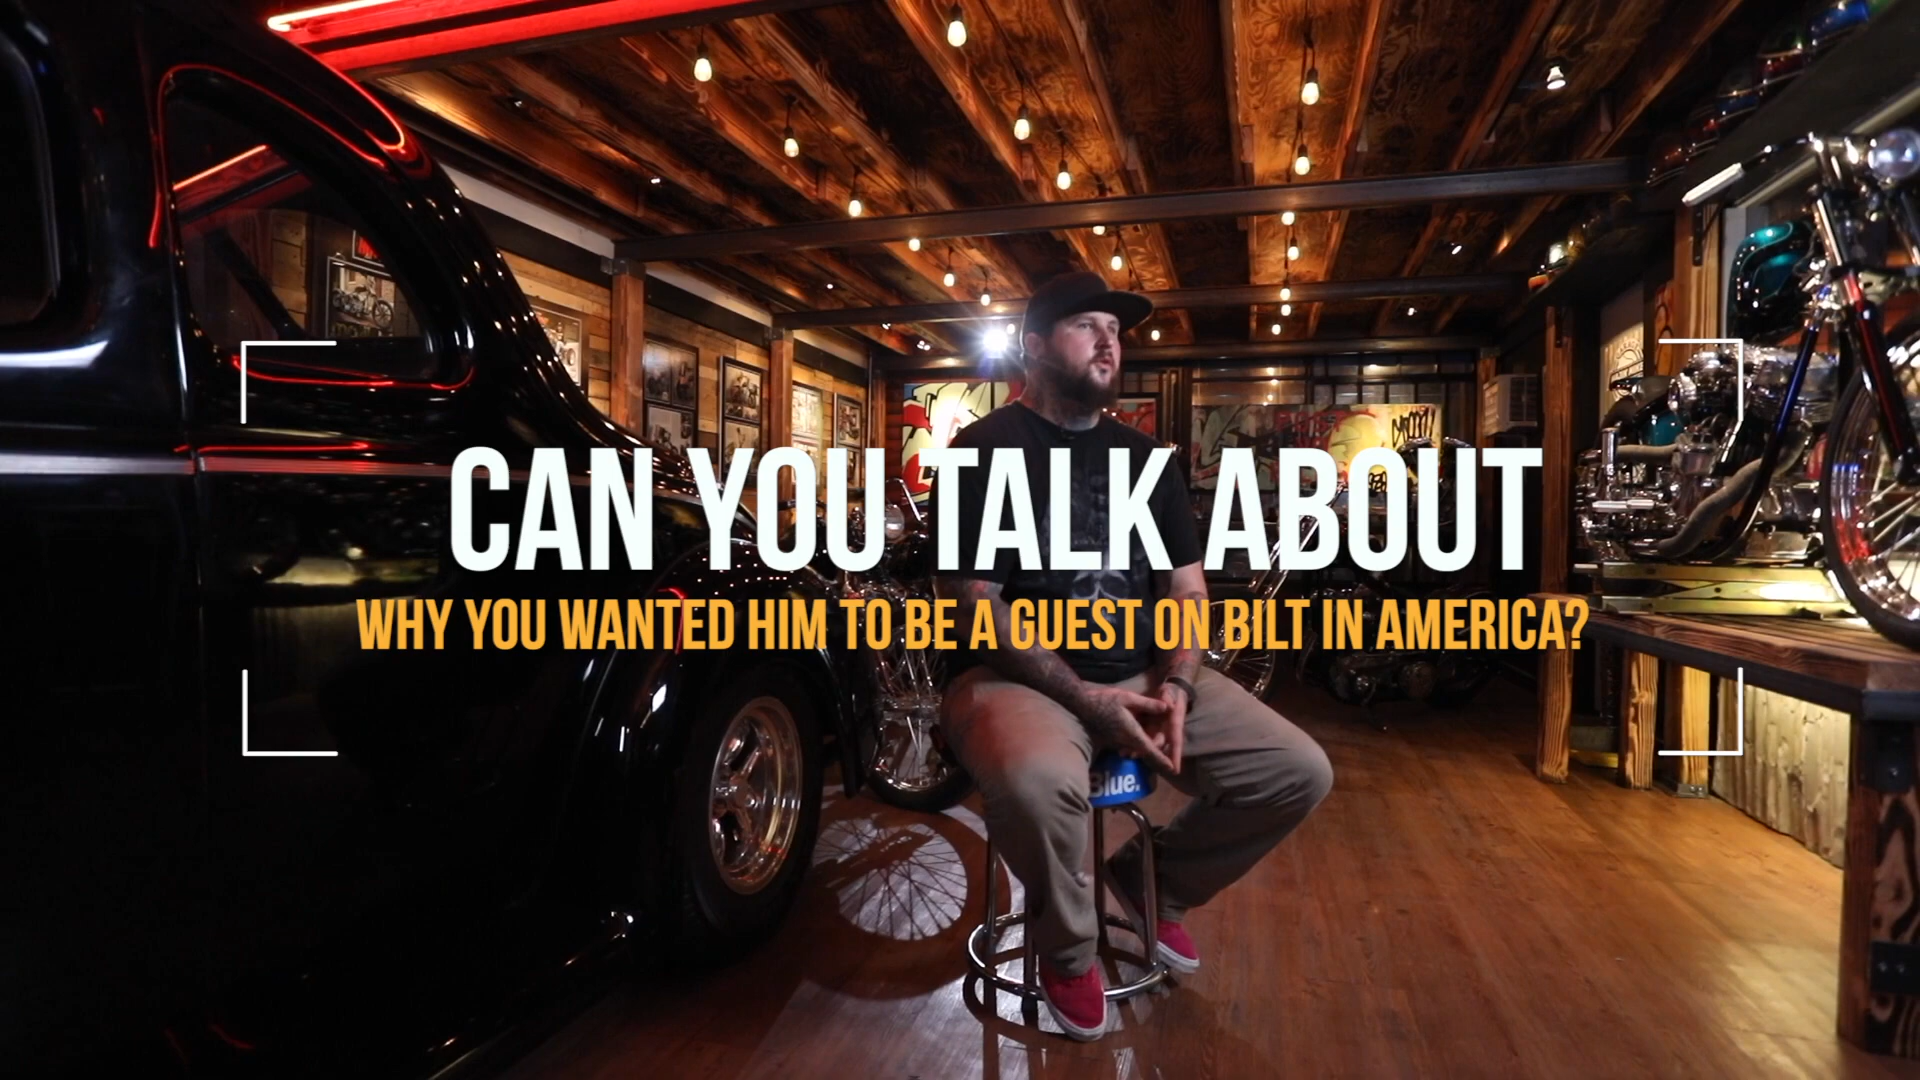 CAN YOU TALK ABOUT
WHY YOU WANTED HIM TO BE A GUEST ON BILT IN AMERICA?
Blue.